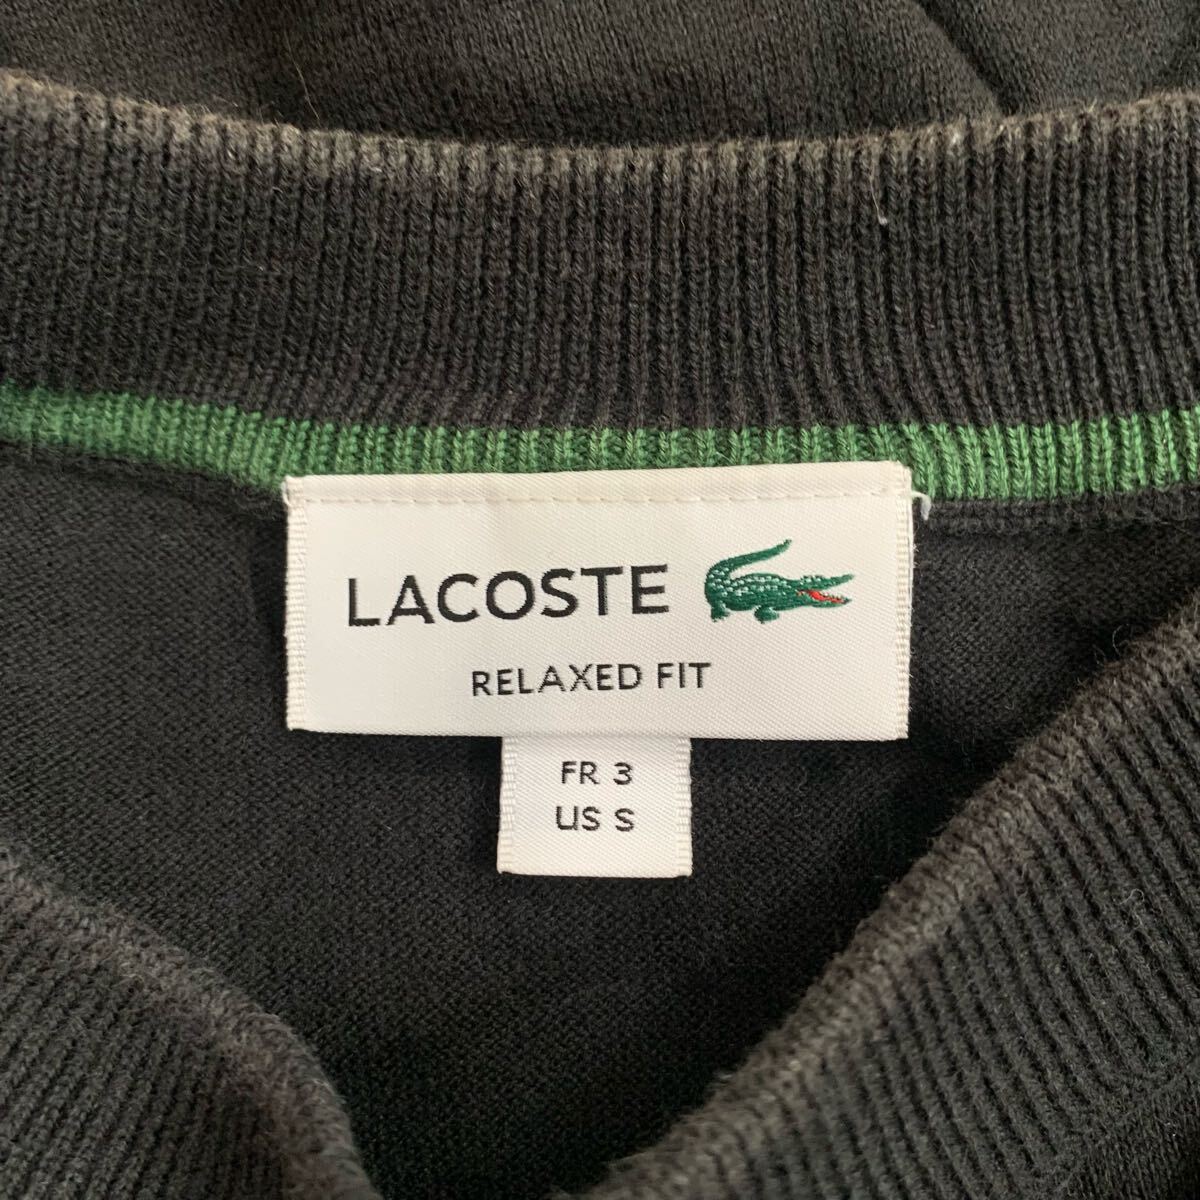 LACOSTE
RELAXED FIT
FR 3
US S